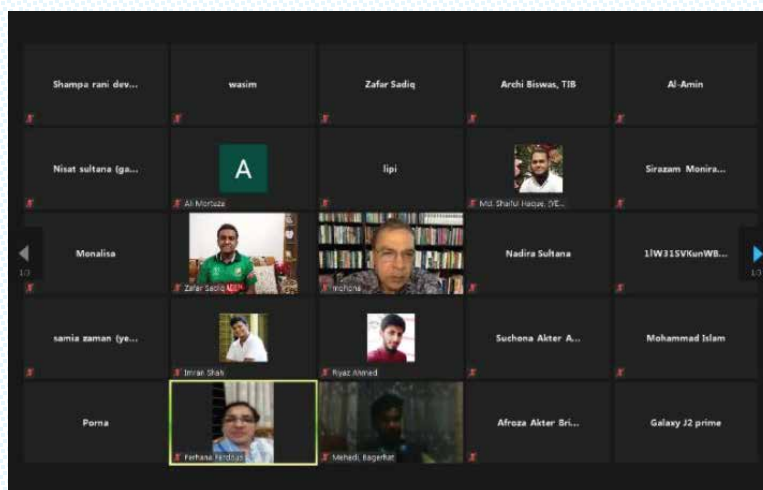 Shampa rani dev...
wasim
Zafar Sadiq
Archi Biswas, TIB
Al-Amin
Nisat sultana (ga...
A
Ali Mortuza
lipi
Md. Shaiful Haque, (YE...
Sirazam Monira...
Monalisa
Zafar Sadiq
mohona
Nadira Sultana
1/3
1/3
samia zaman (ye...
Imran Shah
Riyaz Ahmed
Suchona Akter A...
Mohammad Islam
Porna
Ferhana Ferdous
Mehadi, Bagerhat
Afroza Akter Bri...
Galaxy J2 prime